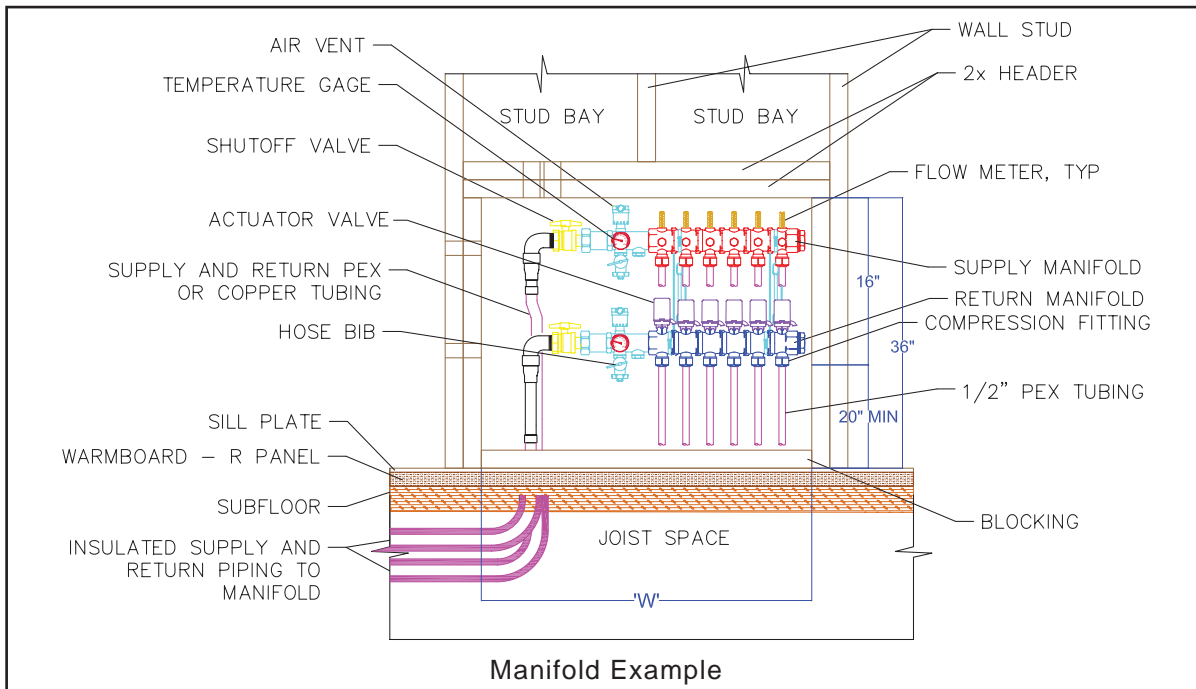 AIR VENT
TEMPERATURE GAGE
SHUTOFF VALVE
ACTUATOR VALVE
SUPPLY AND RETURN PEX
OR COPPER TUBING
HOSE BIB
SILL PLATE
WARMBOARD – R PANEL
SUBFLOOR
INSULATED SUPPLY AND
RETURN PIPING TO
MANIFOLD
STUD BAY
STUD BAY
WALL STUD
2x HEADER
FLOW METER, TYP
SUPPLY MANIFOLD
16"
RETURN MANIFOLD
COMPRESSION FITTING
36"
1/2” PEX TUBING
20" MIN
BLOCKING
JOIST SPACE
'W'
Manifold Example